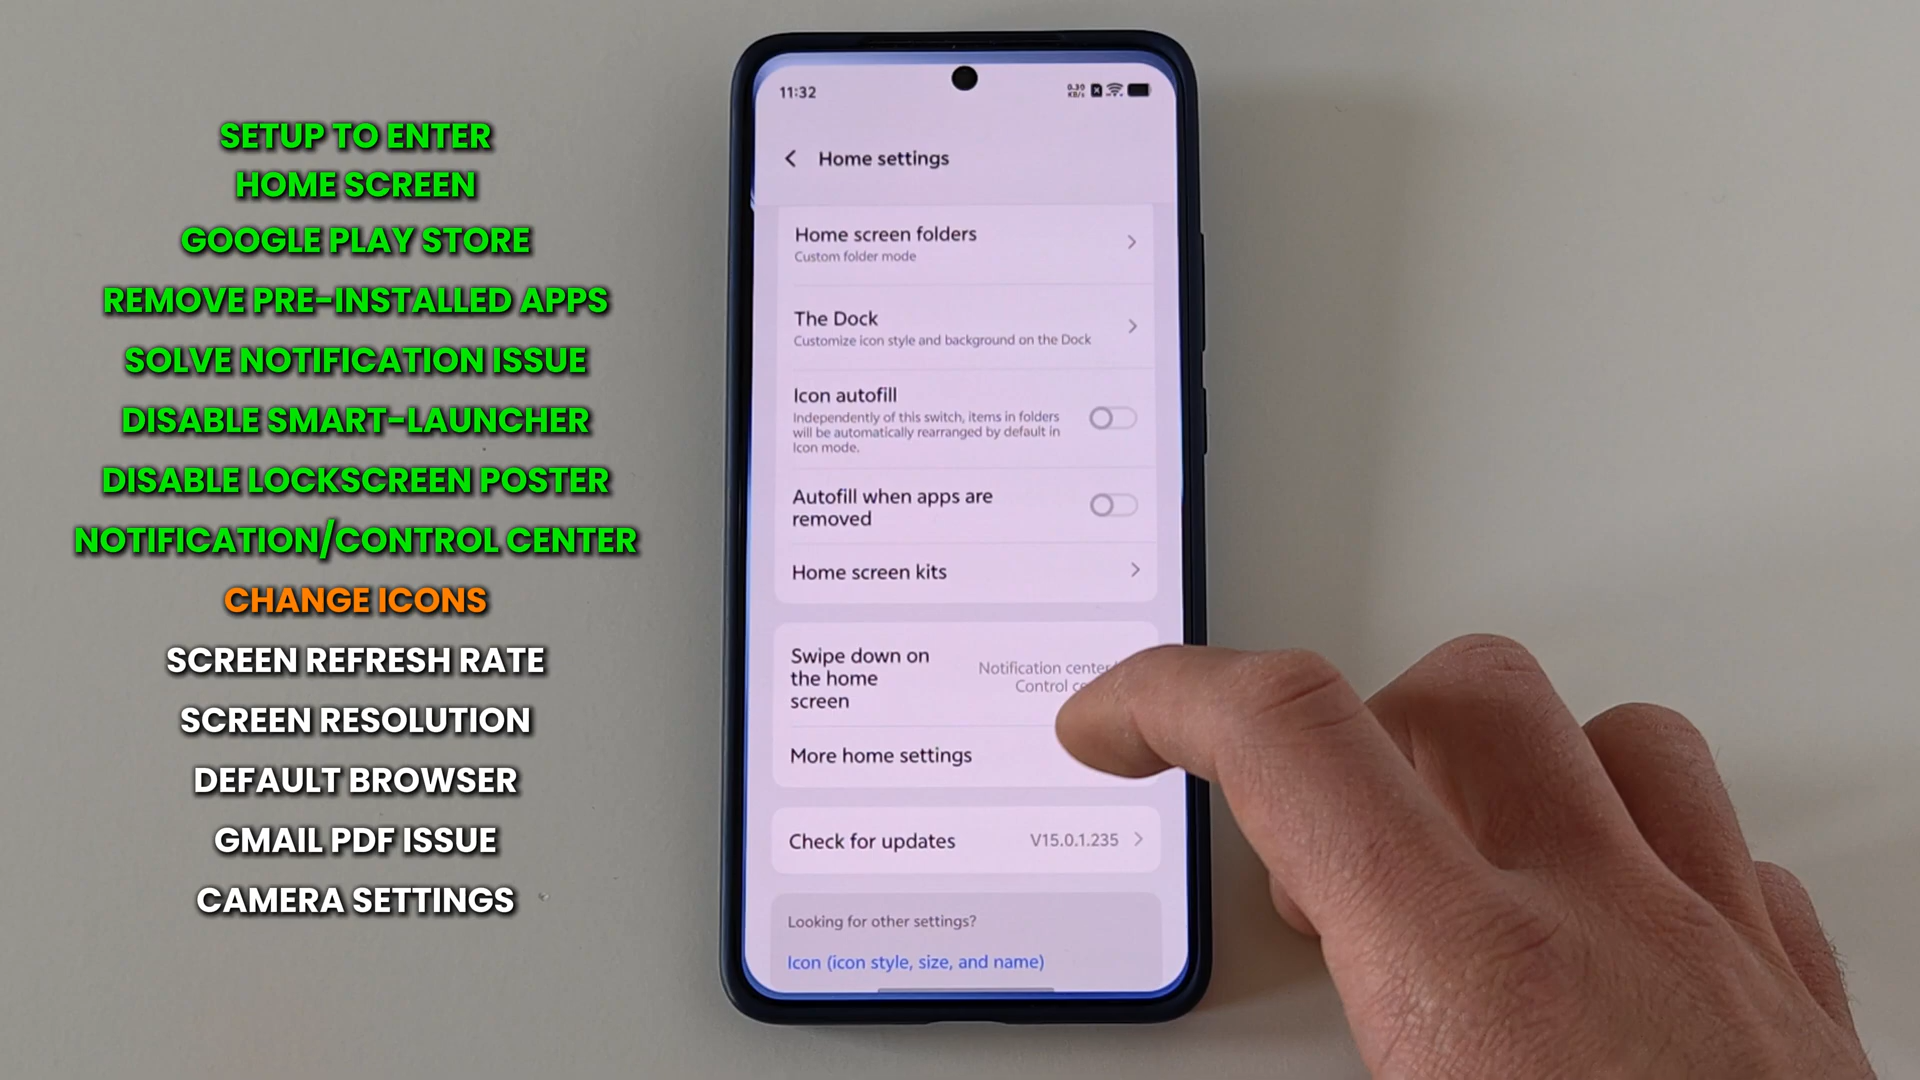 SETUP TO ENTER
HOME SCREEN
GOOGLE PLAY STORE
REMOVE PRE-INSTALLED APPS
SOLVE NOTIFICATION ISSUE
DISABLE SMART-LAUNCHER
DISABLE LOCKSCREEN POSTER
NOTIFICATION/CONTROL CENTER
CHANGE ICONS
SCREEN REFRESH RATE
SCREEN RESOLUTION
DEFAULT BROWSER
GMAIL PDF ISSUE
CAMERA SETTINGS
11:32
0.30
KB/s
Home settings
Home screen folders
Custom folder mode
The Dock
Customize icon style and background on the Dock
Icon autofill
Independently of this switch, items in folders
will be automatically rearranged by default in
Icon mode.
Autofill when apps are
removed
Home screen kits
Swipe down on
the home
screen
Notification center/
Control
More home settings
Check for updates
V15.0.1.235
Looking for other settings?
Icon (icon style, size, and name)